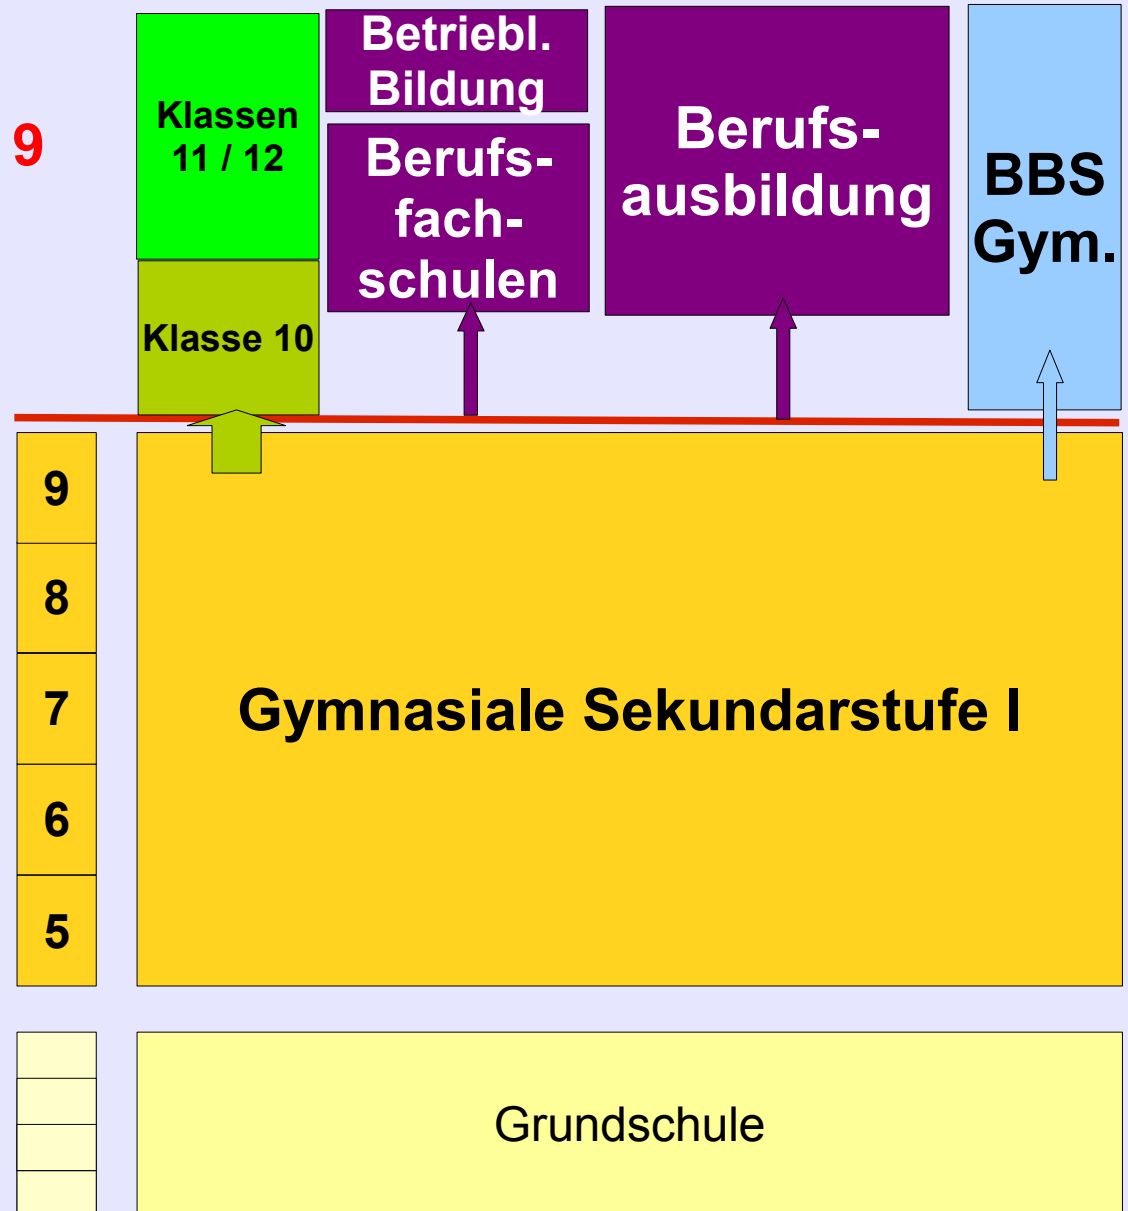 9
Klassen
11 / 12
Klasse 10
Betriebl.
Bildung
Berufs-
fach-
schulen
Berufs-
ausbildung
BBS
Gym.
9
8
7
6
5
Gymnasiale Sekundarstufe I
Grundschule